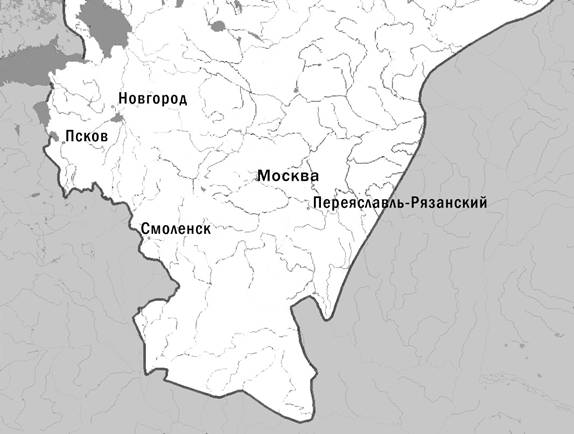 Новгород
Псков
Москва
Переяславль-Рязанский
Смоленск